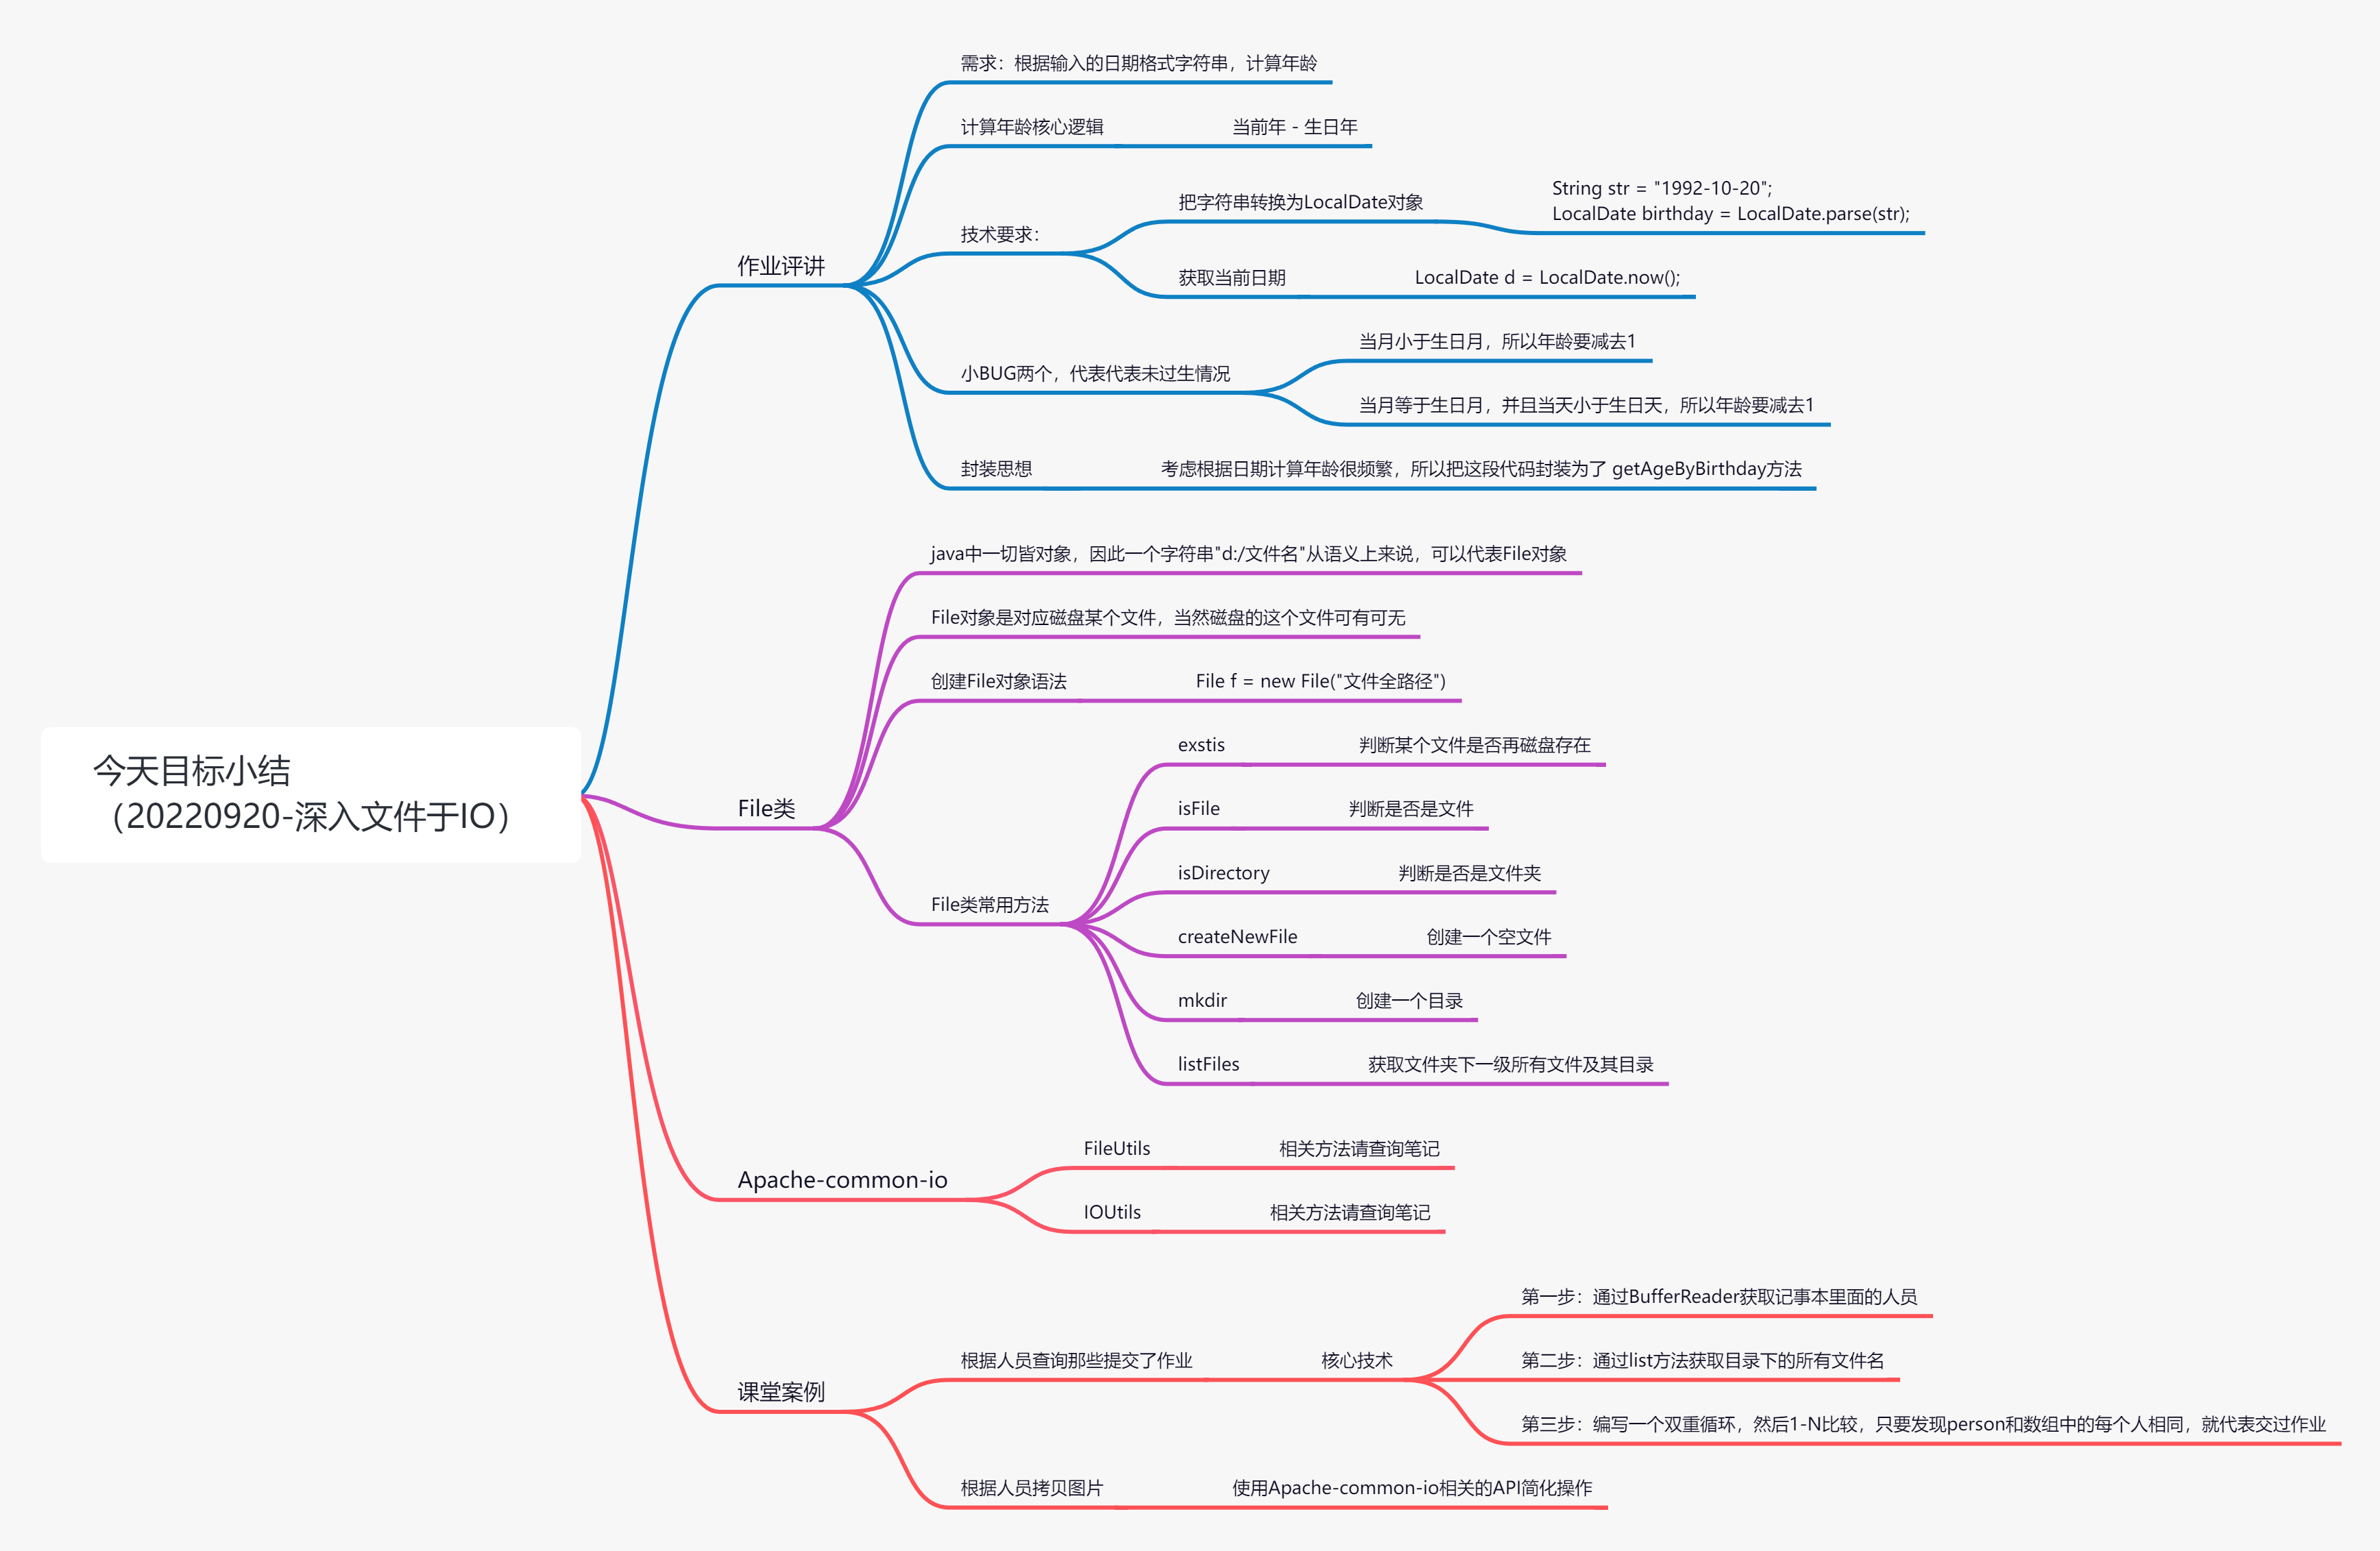 今天目标小结
（20220920-深入文件于IO）
作业评讲
需求：根据输入的日期格式字符串，计算年龄
计算年龄核心逻辑
当前年 - 生日年
技术要求：
把字符串转换为LocalDate对象
String str = "1992-10-20";
LocalDate birthday = LocalDate.parse(str);
获取当前日期
LocalDate d = LocalDate.now();
小BUG两个，代表代表未过生情况
当月小于生日月，所以年龄要减去1
当月等于生日月，并且当天小于生日天，所以年龄要减去1
封装思想
考虑根据日期计算年龄很频繁，所以把这段代码封装为了 getAgeByBirthday方法
File类
java中一切皆对象，因此一个字符串"d:/文件名"从语义上来说，可以代表File对象
File对象是对应磁盘某个文件，当然磁盘的这个文件可有可无
创建File对象语法
File f = new File("文件全路径")
File类常用方法
exstis
判断某个文件是否再磁盘存在
isFile
判断是否是文件
isDirectory
判断是否是文件夹
createNewFile
创建一个空文件
mkdir
创建一个目录
listFiles
获取文件夹下一级所有文件及其目录
Apache-common-io
FileUtils
相关方法请查询笔记
IOUtils
相关方法请查询笔记
课堂案例
根据人员查询那些提交了作业
核心技术
第一步：通过BufferReader获取记事本里面的人员
第二步：通过list方法获取目录下的所有文件名
第三步：编写一个双重循环，然后1-N比较，只要发现person和数组中的每个人相同，就代表交过作业
根据人员拷贝图片
使用Apache-common-io相关的API简化操作